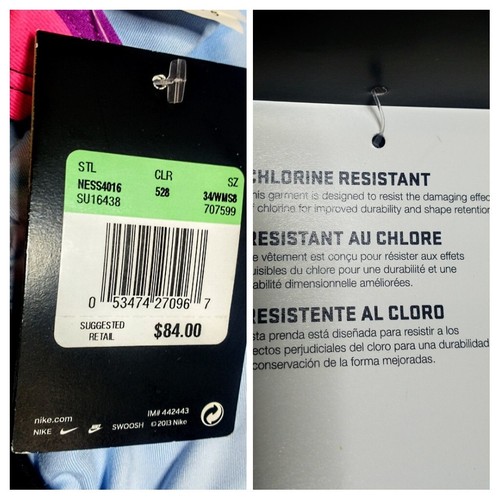 STL CLR SZ
NESS4016 528 34/WMS8
SU16438 707599
0 53474 27096 7
SUGGESTED
RETAIL $84.00
nike.com IM# 442443
NIKE SWOOSH © 2013 Nike
CHLORINE RESISTANT
his garment is designed to resist the damaging effec
f chlorine for improved durability and shape retention
RESISTANT AU CHLORE
e vêtement est conçu pour résister aux effets
uisibles du chlore pour une durabilité et une
abilité dimensionnelle améliorées.
RESISTENTE AL CLORO
sta prenda está diseñada para resistir a los
ectos perjudiciales del cloro para una durabilidad
conservación de la forma mejoradas.